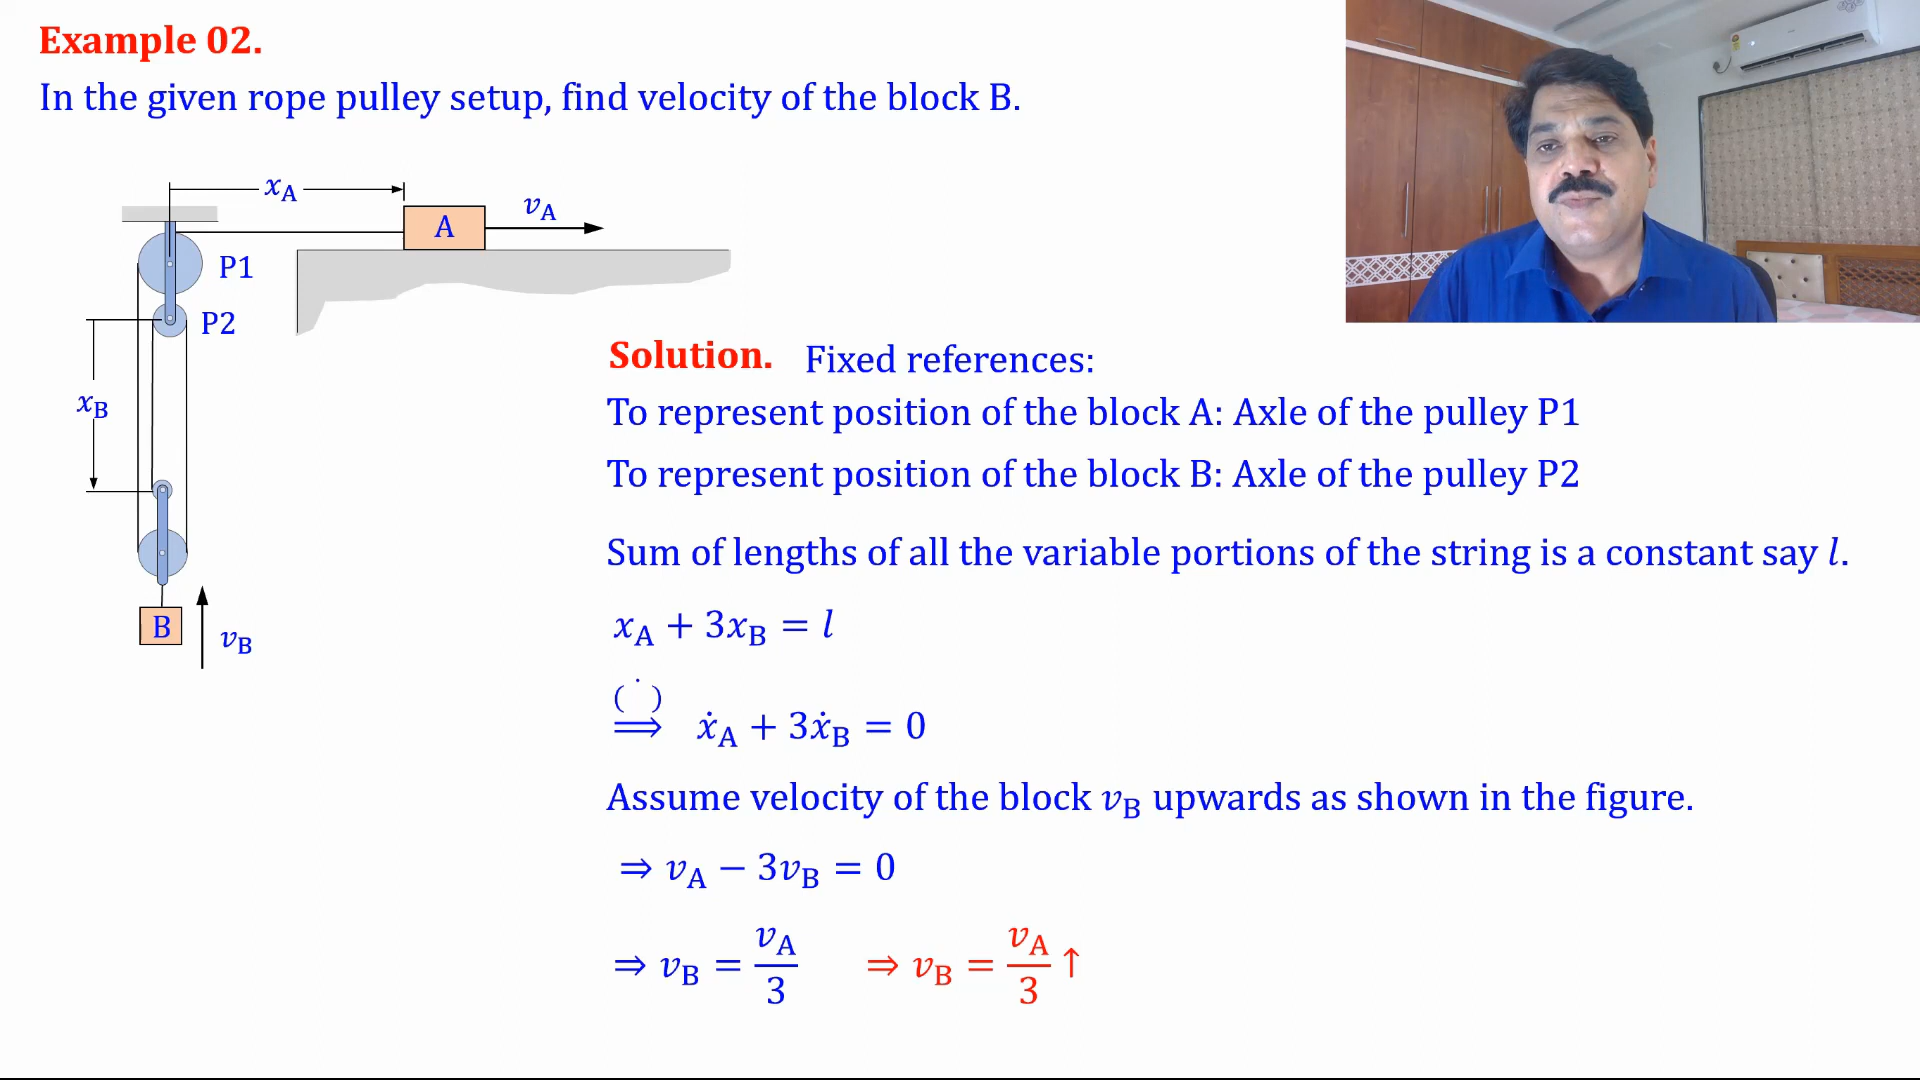 Example 02.
In the given rope pulley setup, find velocity of the block B.
x_A
v_A
A
P1
P2
x_B
B
v_B
Solution. Fixed references:
To represent position of the block A: Axle of the pulley P1
To represent position of the block B: Axle of the pulley P2
Sum of lengths of all the variable portions of the string is a constant say l.
x_A + 3x_B = l
(˙)
⟹ ẋ_A + 3ẋ_B = 0
Assume velocity of the block v_B upwards as shown in the figure.
⇒ v_A − 3v_B = 0
⇒ v_B = v_A/3 ⇒ v_B = v_A/3 ↑